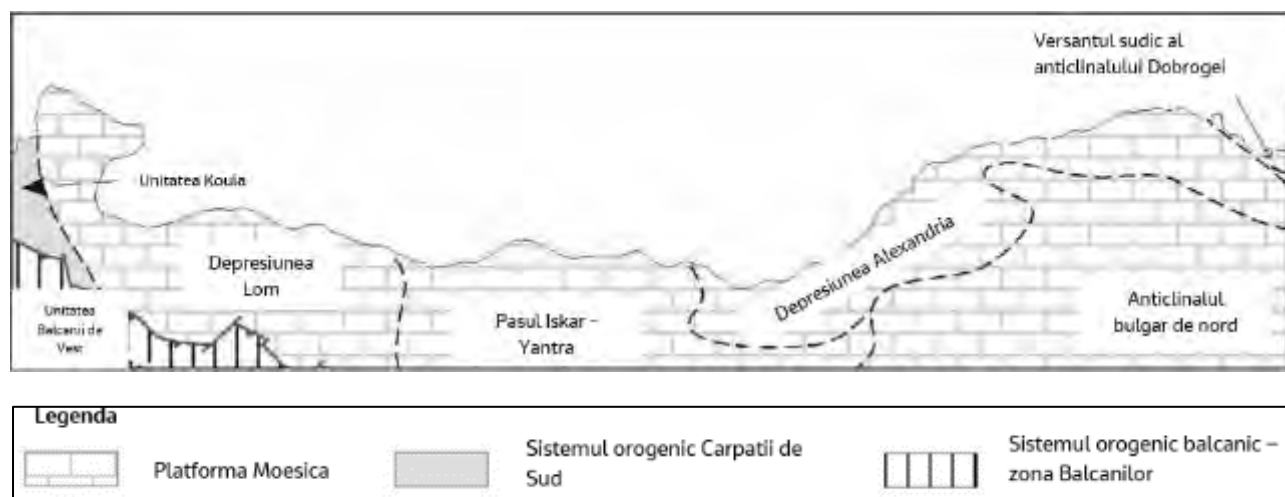 Versantul sudic al
anticlinalului Dobrogei
Unitatea Koula
Depresiunea
Lom
Unitatea
Balcanii de
Vest
Pasul Iskar –
Yantra
Depresiunea Alexandria
Anticlinalul
bulgar de nord
Legenda
Platforma Moesica
Sistemul orogenic Carpatii de
Sud
Sistemul orogenic balcanic –
zona Balcanilor